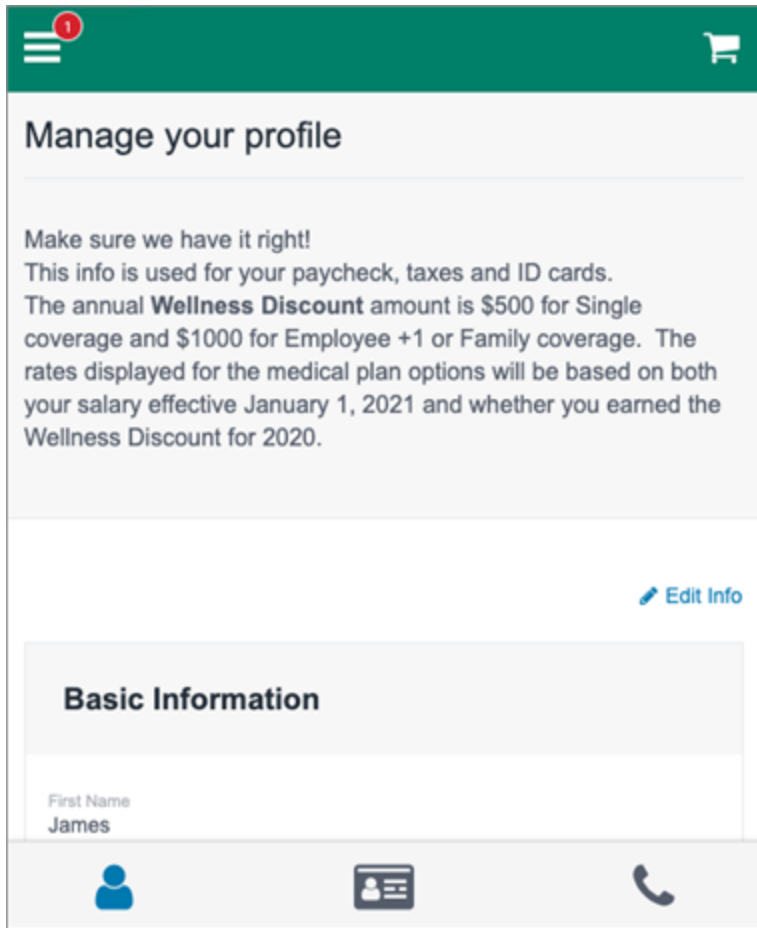 1
Manage your profile
Make sure we have it right!
This info is used for your paycheck, taxes and ID cards.
The annual Wellness Discount amount is $500 for Single
coverage and $1000 for Employee +1 or Family coverage.  The
rates displayed for the medical plan options will be based on both
your salary effective January 1, 2021 and whether you earned the
Wellness Discount for 2020.
Edit Info
Basic Information
First Name
James